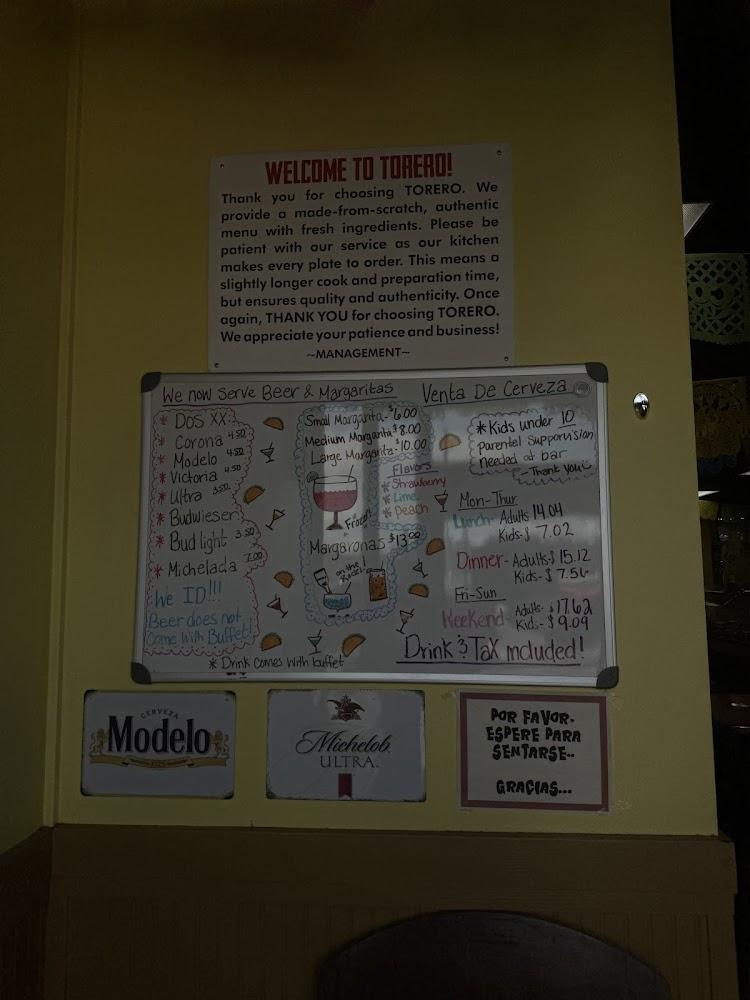 WELCOME TO TORERO!
Thank you for choosing TORERO. We
provide a made-from-scratch, authentic
menu with fresh ingredients. Please be
patient with our service as our kitchen
makes every plate to order. This means a
slightly longer cook and preparation time,
but ensures quality and authenticity. Once
again, THANK YOU for choosing TORERO.
We appreciate your patience and business!
~MANAGEMENT~
We now Serve Beer & Margaritas
Venta De Cerveza
* DOS XX
* Corona 4.50
* Modelo 4.50
* Victoria 4.50
* Ultra 3.50
* Budwieser
* Bud light 3.50
* Michelada 7.00
We ID!!!
Beer does not
Come With Buffet!
* Drink Comes With buffet
Small Margarita- $6.00
Medium Margarita $8.00
Large Margarita- $10.00
Flavors
* Strawberry
* Lime
* Peach
Frozen
Margaronas $13.00
on the Rocks!
* Kids under 10
parental Supporvision
needed at bar
- Thank you
Mon-Thur
Lunch- Adults 14.04
Kids- $ 7.02
Dinner- Adults-$ 15.12
Kids- $ 7.56
Fri-Sun
Weekend- Adults- $17.62
Kids- $9.09
Drink & Tax Included!
CERVEZA
Modelo
Michelob
ULTRA
POR FAVOR-
ESPERE PARA
SENTARSE--
GRACIAS...